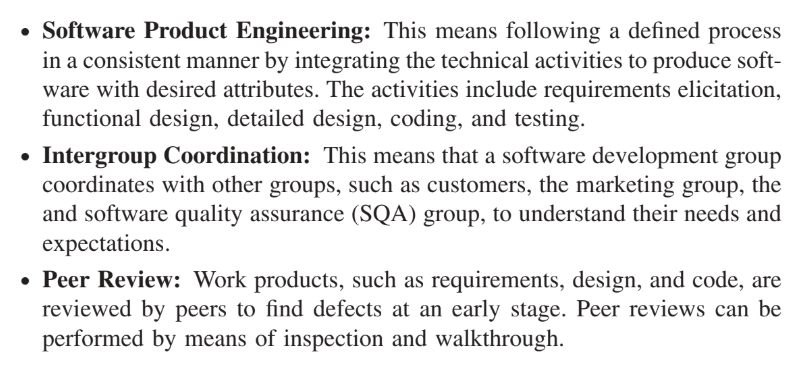 • Software Product Engineering: This means following a defined process
in a consistent manner by integrating the technical activities to produce soft-
ware with desired attributes. The activities include requirements elicitation,
functional design, detailed design, coding, and testing.
• Intergroup Coordination: This means that a software development group
coordinates with other groups, such as customers, the marketing group, the
and software quality assurance (SQA) group, to understand their needs and
expectations.
• Peer Review: Work products, such as requirements, design, and code, are
reviewed by peers to find defects at an early stage. Peer reviews can be
performed by means of inspection and walkthrough.